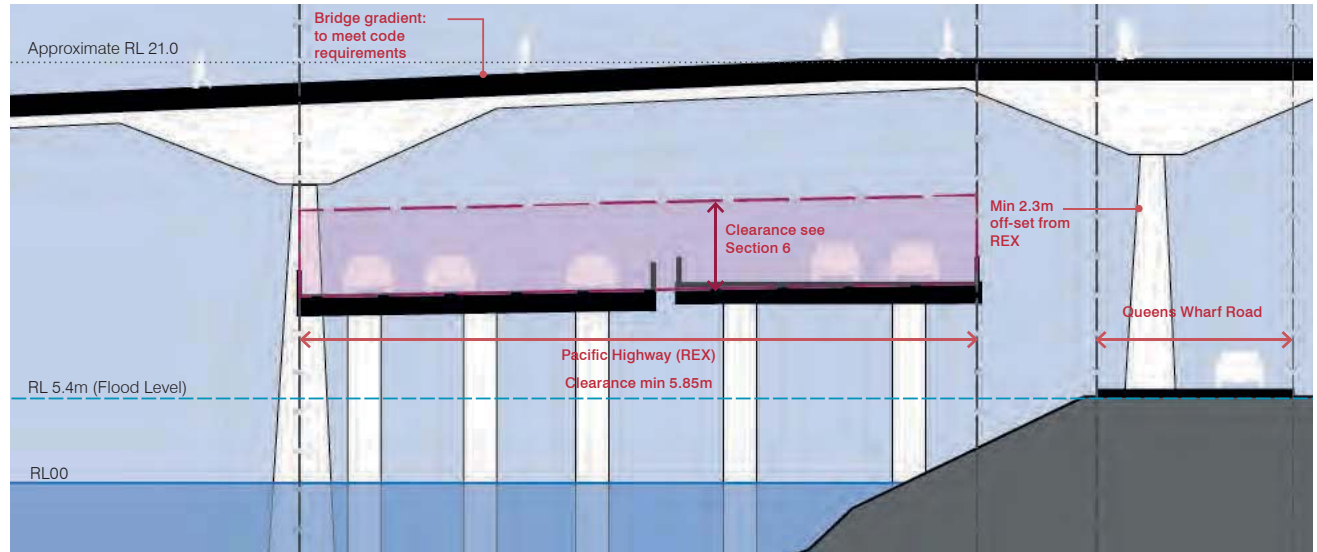 Bridge gradient:
to meet code
requirements
Approximate RL 21.0
Clearance see
Section 6
Min 2.3m
off-set from
REX
Queens Wharf Road
Pacific Highway (REX)
Clearance min 5.85m
RL 5.4m (Flood Level)
RL00